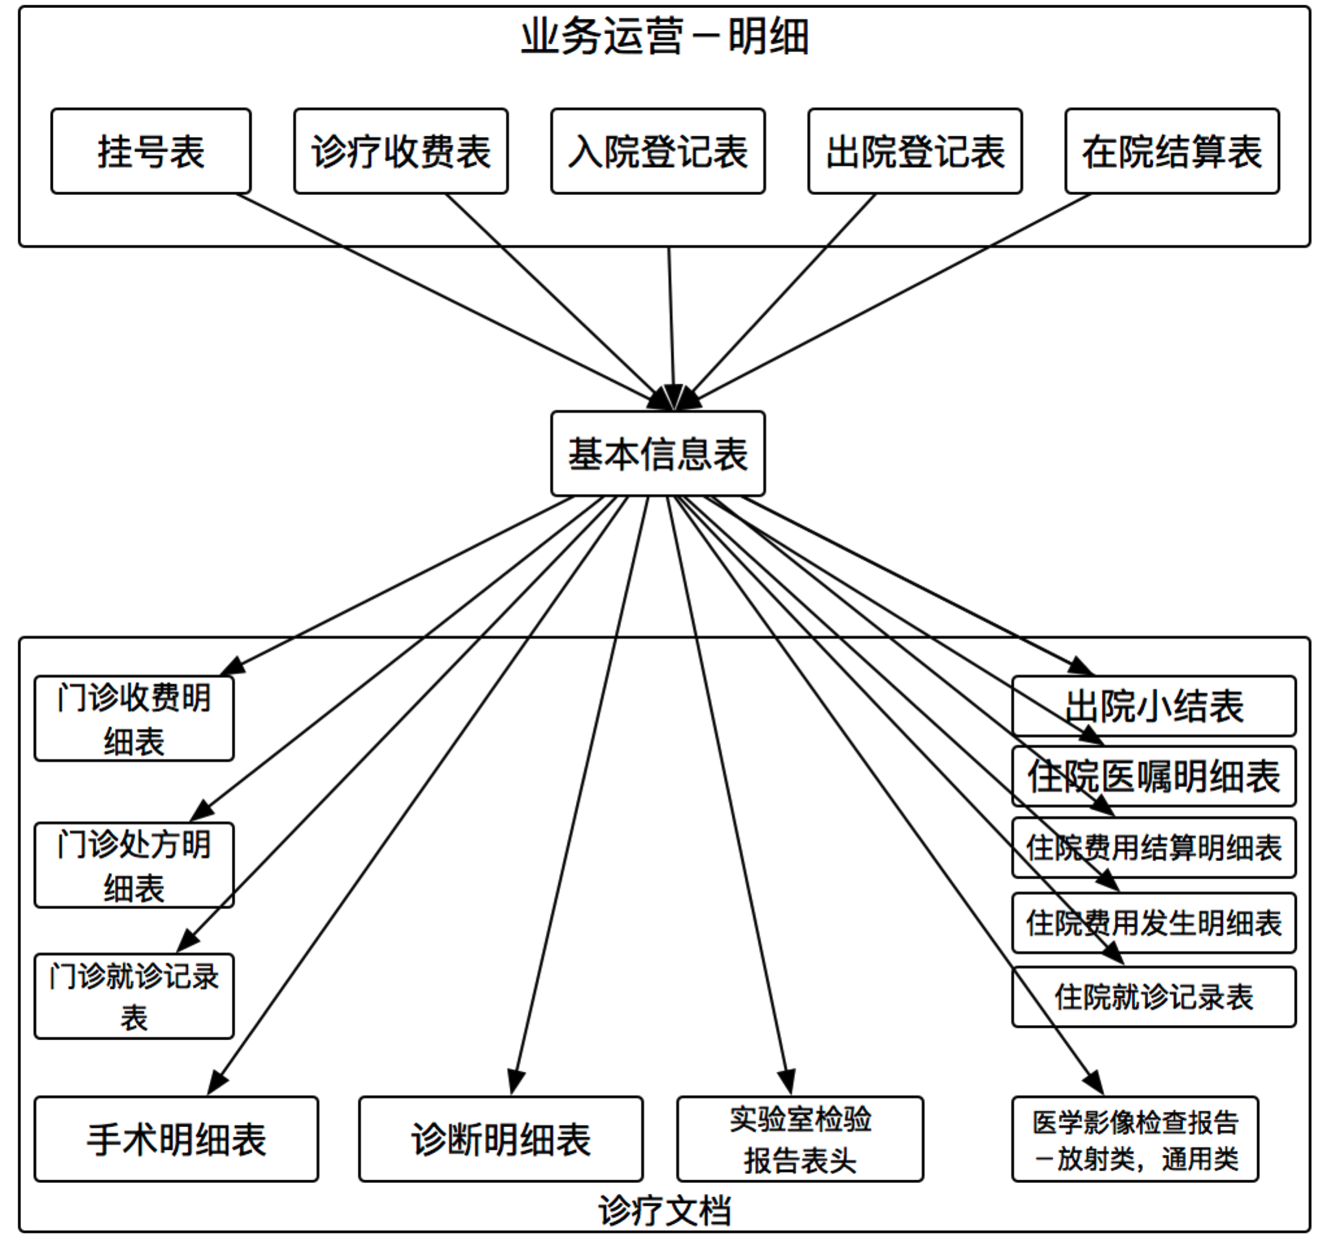 业务运营－明细
挂号表
诊疗收费表
入院登记表
出院登记表
在院结算表
基本信息表
门诊收费明
细表
门诊处方明
细表
门诊就诊记录
表
出院小结表
住院医嘱明细表
住院费用结算明细表
住院费用发生明细表
住院就诊记录表
手术明细表
诊断明细表
实验室检验
报告表头
医学影像检查报告
－放射类，通用类
诊疗文档